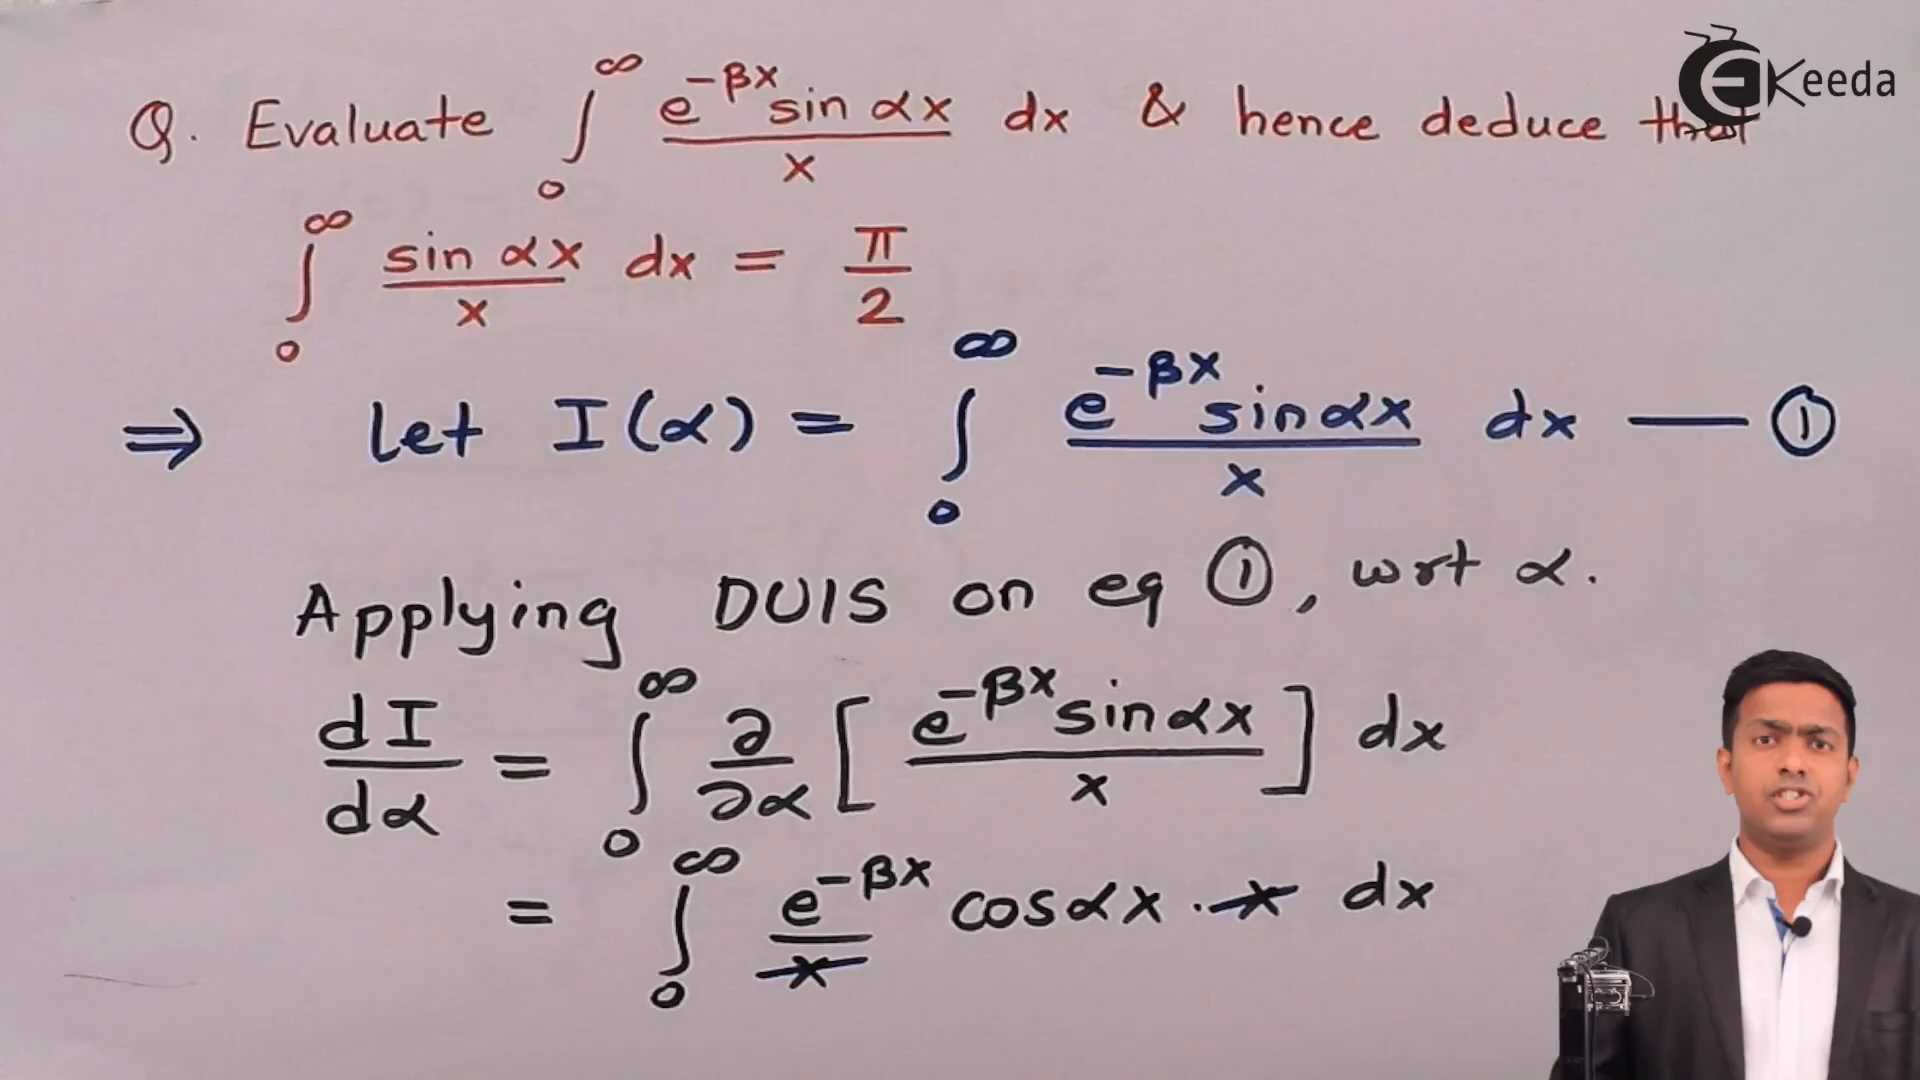 EKeeda
Q. Evaluate ∫₀^∞ e^{-βx} sin αx / x dx & hence deduce that
∫₀^∞ sin αx / x dx = π/2
⇒ Let I(α) = ∫₀^∞ e^{-βx} sin αx / x dx — ①
Applying DUIS on eq ①, wrt α.
dI/dα = ∫₀^∞ ∂/∂α [ e^{-βx} sin αx / x ] dx
= ∫₀^∞ e^{-βx} / x cos αx · x dx